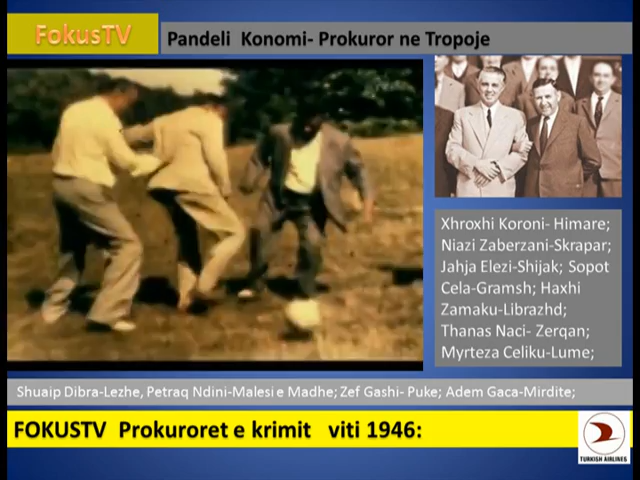 FokusTV
Pandeli Konomi- Prokuror ne Tropoje
Xhroxhi Koroni- Himare;
Niazi Zaberzani-Skrapar;
Jahja Elezi-Shijak; Sopot
Cela-Gramsh; Haxhi
Zamaku-Librazhd;
Thanas Naci- Zerqan;
Myrteza Celiku-Lume;
Shuaip Dibra-Lezhe, Petraq Ndini-Malesi e Madhe; Zef Gashi- Puke; Adem Gaca-Mirdite;
FOKUSTV Prokuroret e krimit viti 1946:
TURKISH AIRLINES